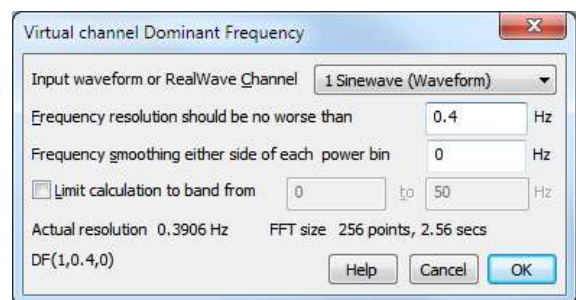 Virtual channel Dominant Frequency
Input waveform or RealWave Channel 1 Sinewave (Waveform)
Frequency resolution should be no worse than 0.4 Hz
Frequency smoothing either side of each power bin 0 Hz
Limit calculation to band from 0 to 50 Hz
Actual resolution 0.3906 Hz FFT size 256 points, 2.56 secs
DF(1,0.4,0) Help Cancel OK